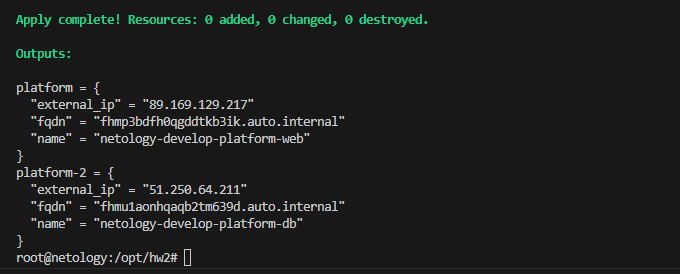 Apply complete! Resources: 0 added, 0 changed, 0 destroyed.
Outputs:
platform = {
  "external_ip" = "89.169.129.217"
  "fqdn" = "fhmp3bdfh0qgddtkb3ik.auto.internal"
  "name" = "netology-develop-platform-web"
}
platform-2 = {
  "external_ip" = "51.250.64.211"
  "fqdn" = "fhmu1aonhqaqb2tm639d.auto.internal"
  "name" = "netology-develop-platform-db"
}
root@netology:/opt/hw2#